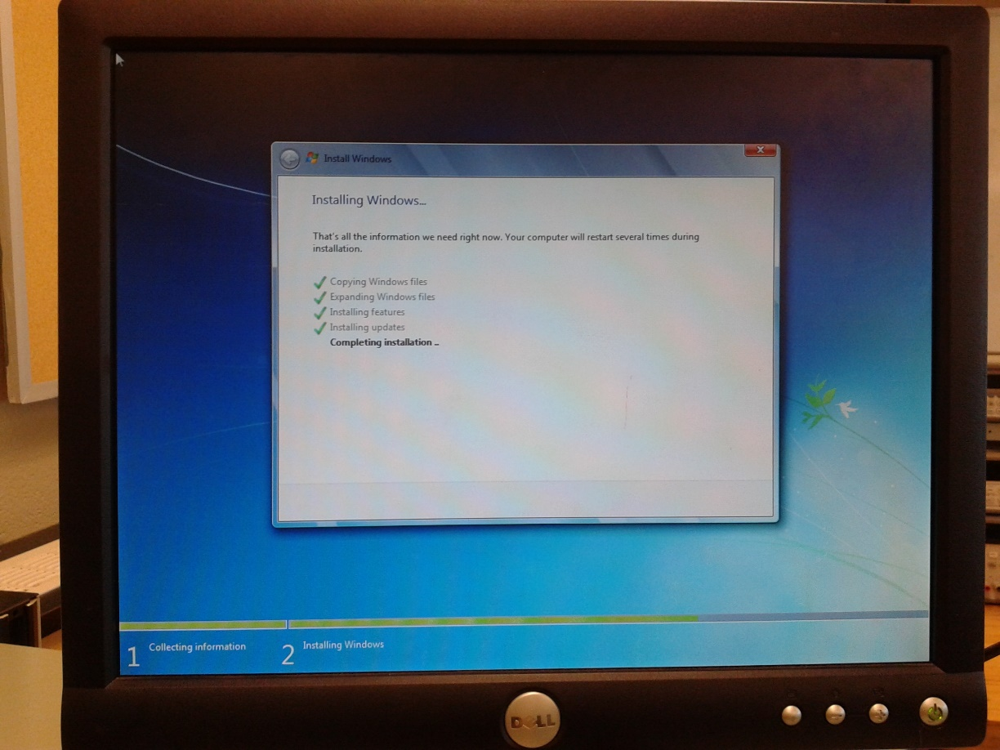 Install Windows
Installing Windows...
That's all the information we need right now. Your computer will restart several times during
installation.
Copying Windows files
Expanding Windows files
Installing features
Installing updates
Completing installation ..
1 Collecting information
2 Installing Windows
DELL